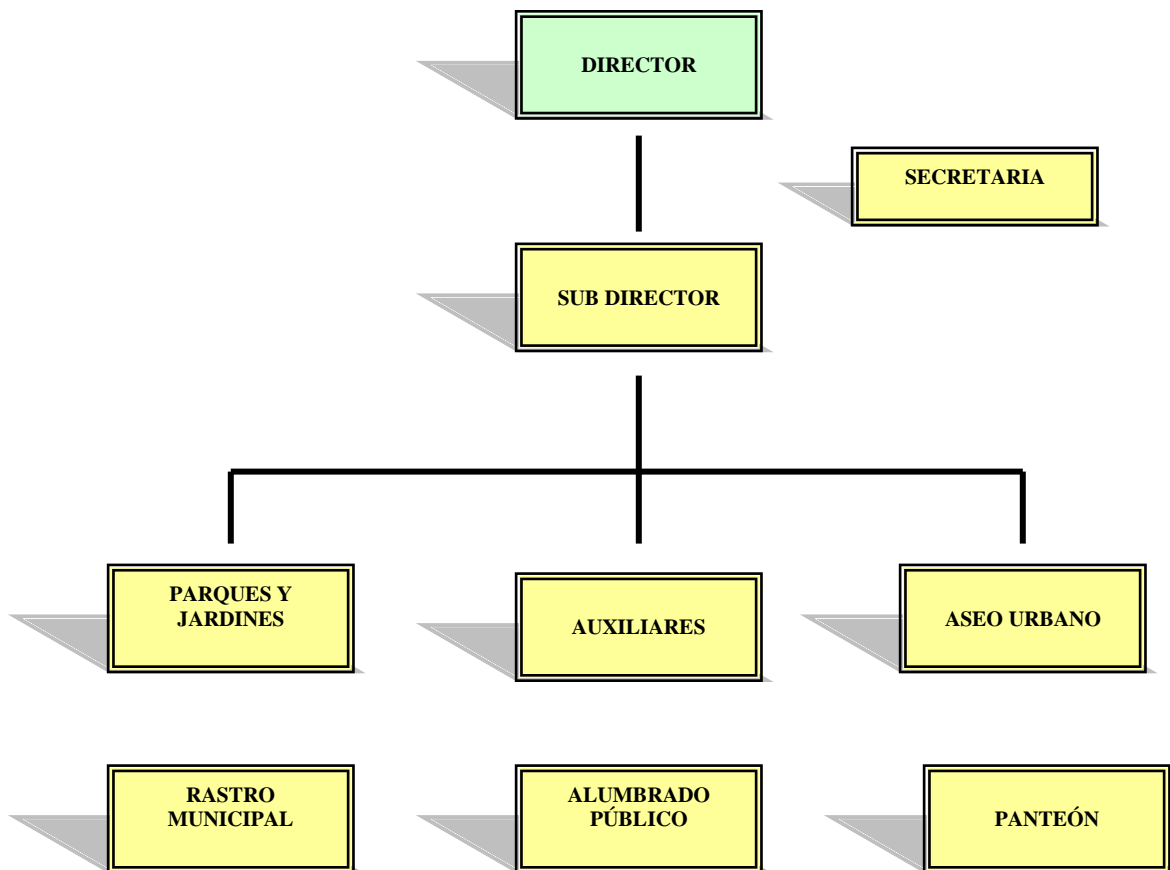 DIRECTOR
SECRETARIA
SUB DIRECTOR
PARQUES Y
JARDINES
AUXILIARES
ASEO URBANO
RASTRO
MUNICIPAL
ALUMBRADO
PÚBLICO
PANTEÓN